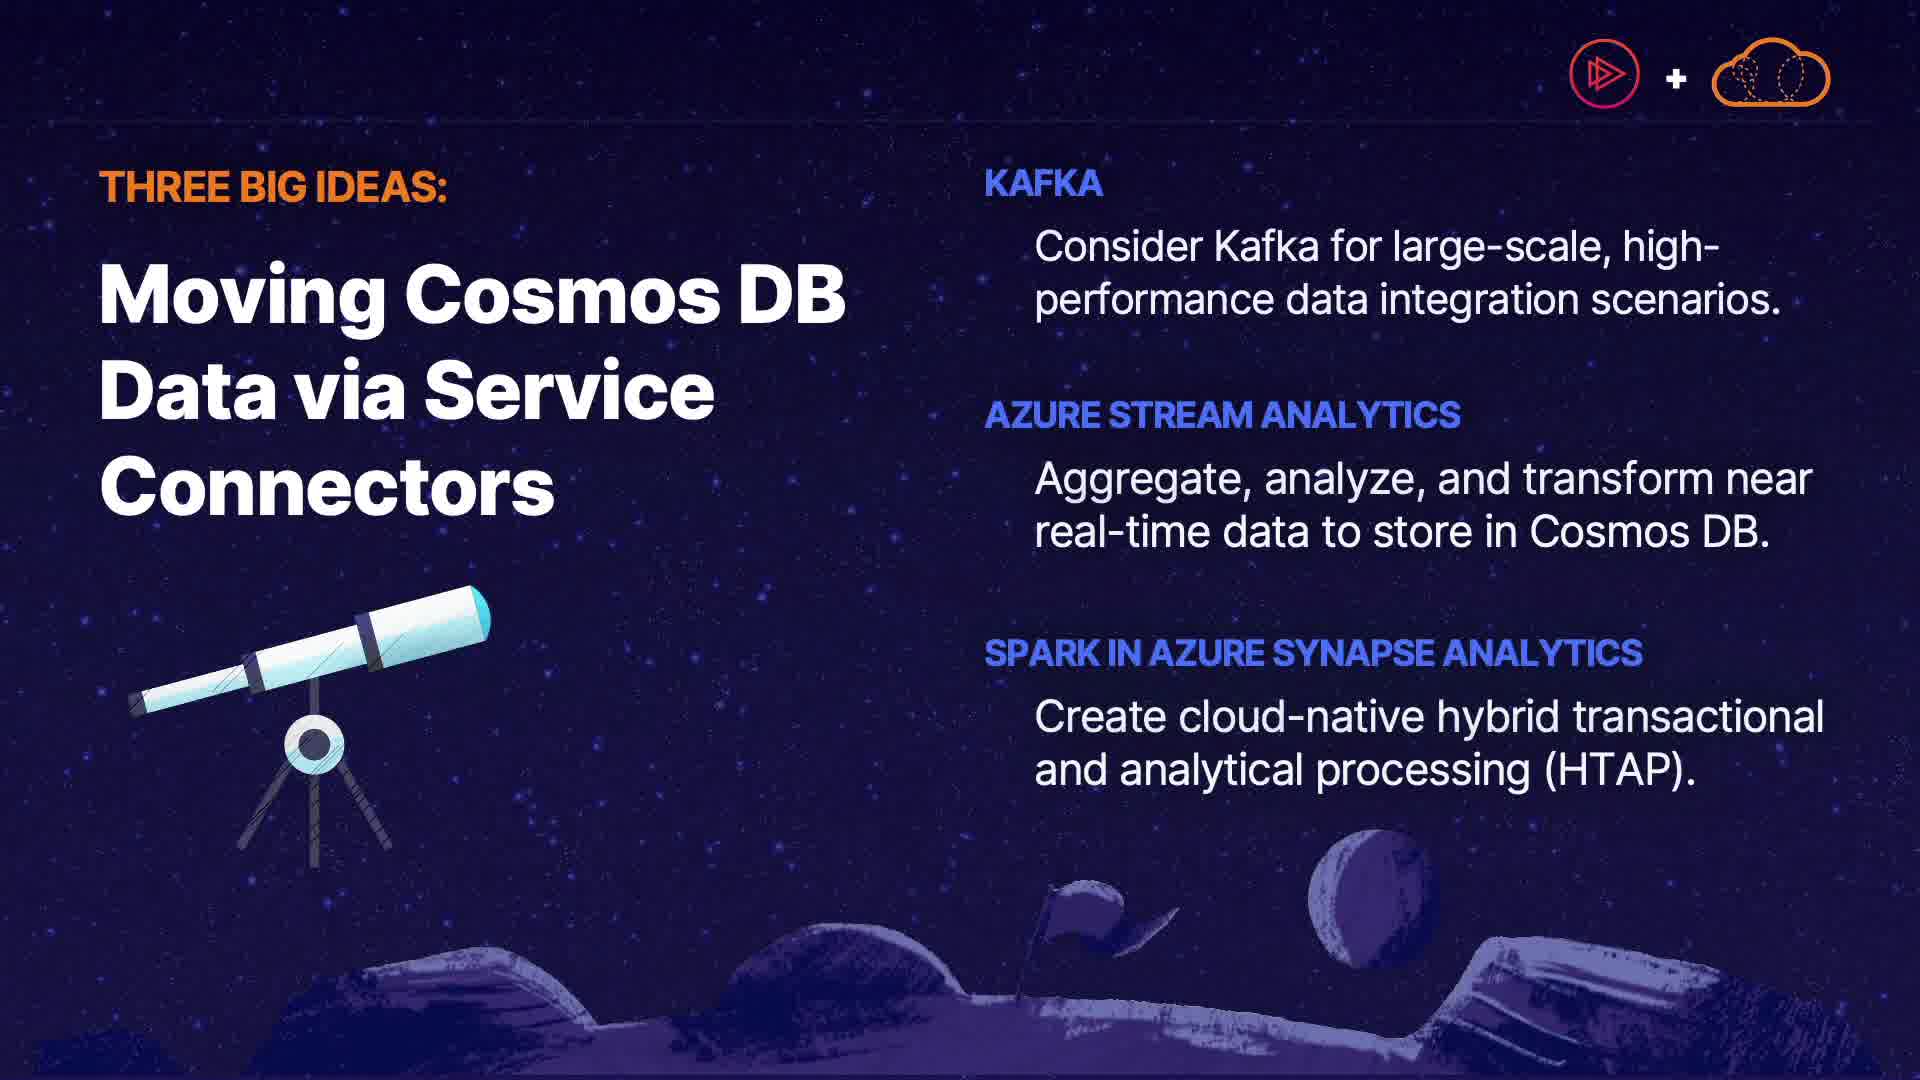 THREE BIG IDEAS:
Moving Cosmos DB
Data via Service
Connectors
KAFKA
Consider Kafka for large-scale, high-
performance data integration scenarios.
AZURE STREAM ANALYTICS
Aggregate, analyze, and transform near
real-time data to store in Cosmos DB.
SPARK IN AZURE SYNAPSE ANALYTICS
Create cloud-native hybrid transactional
and analytical processing (HTAP).